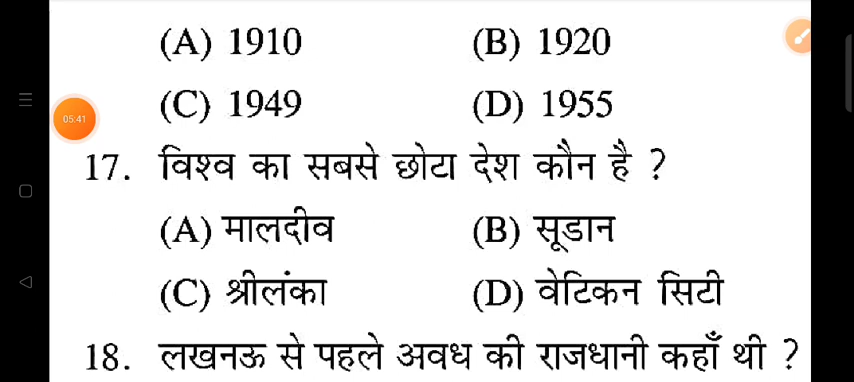 (A) 1910 (B) 1920
(C) 1949 (D) 1955
05:41
17. विश्व का सबसे छोटा देश कौन है ?
(A) मालदीव (B) सूडान
(C) श्रीलंका (D) वेटिकन सिटी
18. लखनऊ से पहले अवध की राजधानी कहाँ थी ?